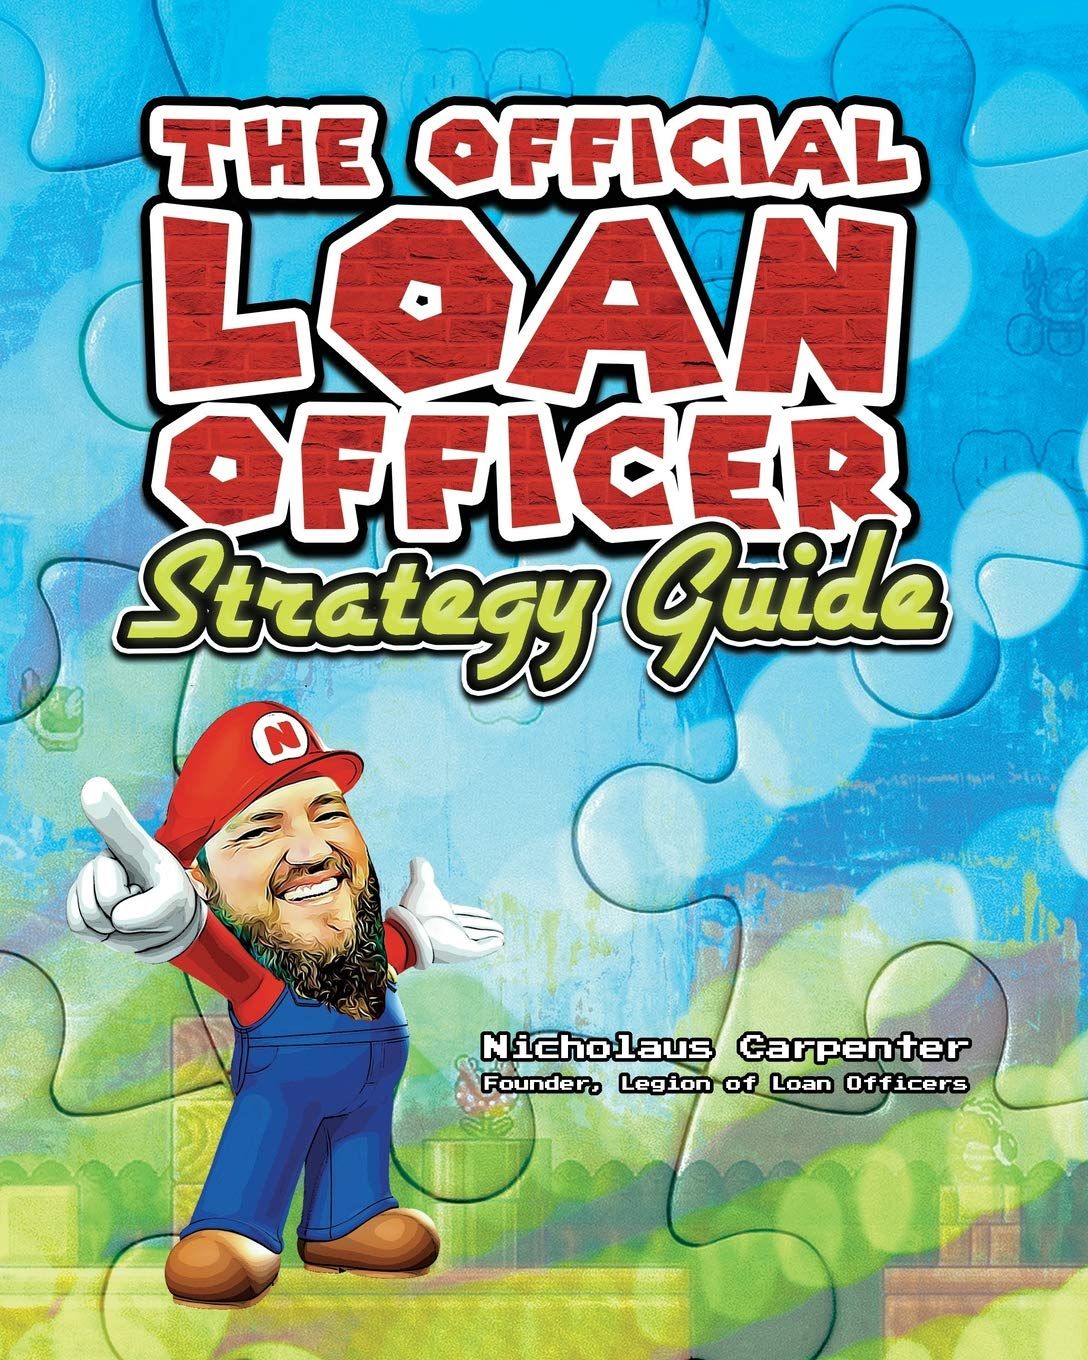 THE OFFICIAL
LOAN
OFFICER
Strategy Guide
N
Nicholaus Carpenter
Founder, Legion of Loan Officers